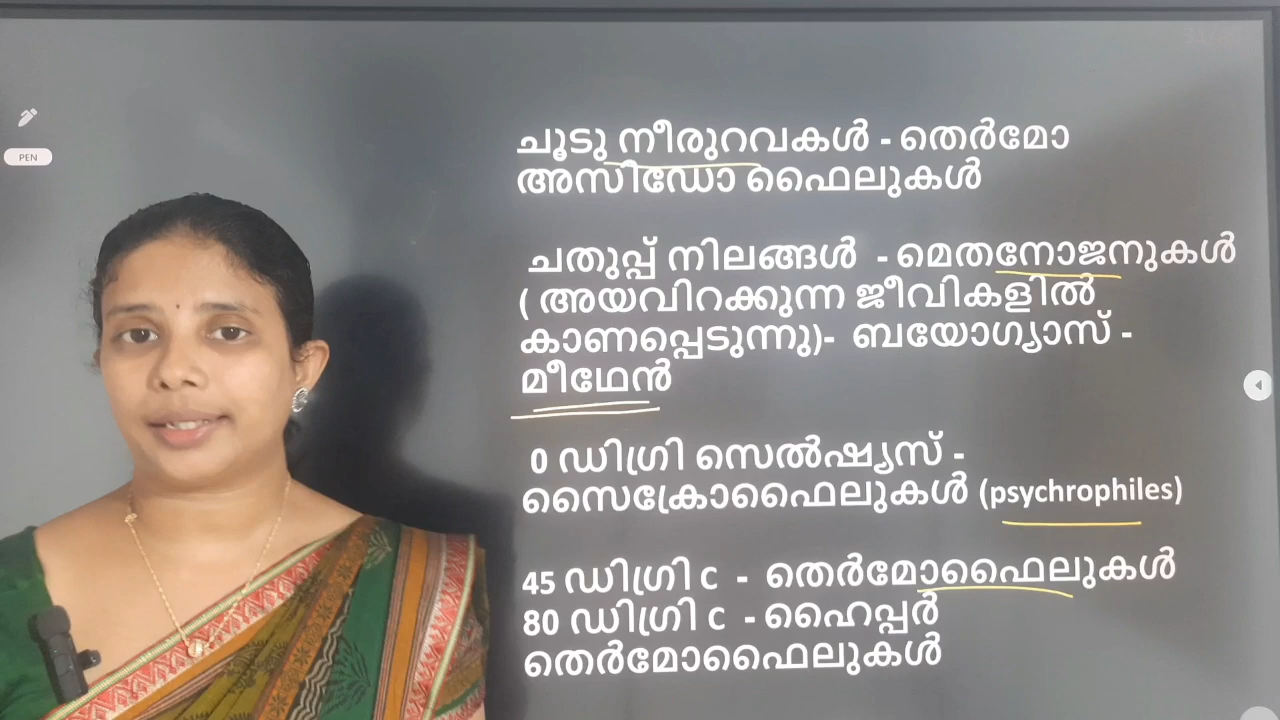 PEN
ചൂടു നീരുറവകൾ - തെർമോ
അസിഡോ ഫൈലുകൾ
ചതുപ്പ് നിലങ്ങൾ - മെതനോജനുകൾ
( അയവിറക്കുന്ന ജീവികളിൽ
കാണപ്പെടുന്നു)- ബയോഗ്യാസ് -
മീഥേൻ
0 ഡിഗ്രി സെൽഷ്യസ് -
സൈക്രോഫൈലുകൾ (psychrophiles)
45 ഡിഗ്രി C - തെർമോഫൈലുകൾ
80 ഡിഗ്രി C - ഹൈപ്പർ
തെർമോഫൈലുകൾ